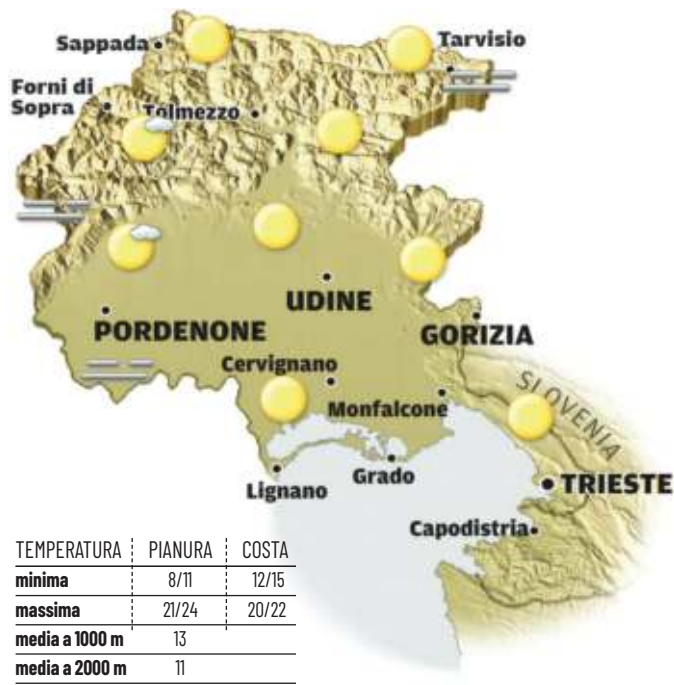 Sappada
Tarvisio
Forni di
Sopra
Tolmezzo
UDINE
PORDENONE
GORIZIA
Cervignano
SLOVENIA
Monfalcone
Grado
Lignano
TRIESTE
Capodistria
TEMPERATURA PIANURA COSTA
minima 8/11 12/15
massima 21/24 20/22
media a 1000 m 13
media a 2000 m 11